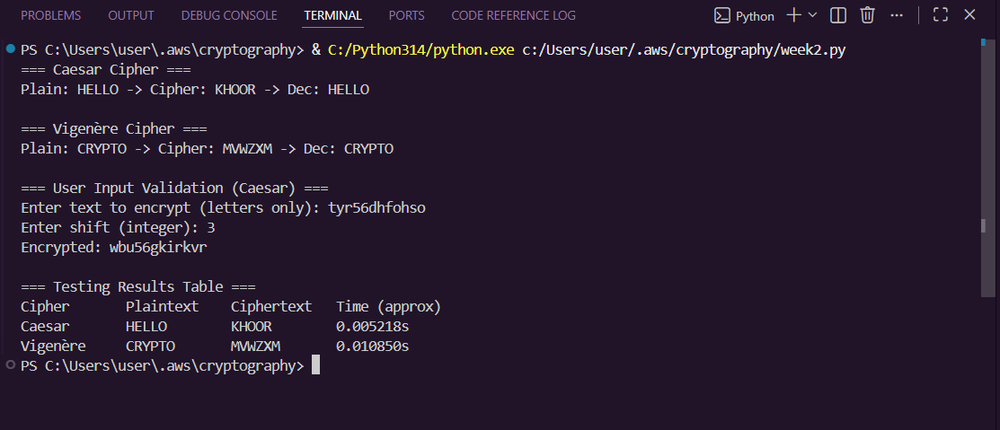 PROBLEMS OUTPUT DEBUG CONSOLE TERMINAL PORTS CODE REFERENCE LOG Python
PS C:\Users\user\.aws\cryptography> & C:/Python314/python.exe c:/Users/user/.aws/cryptography/week2.py
=== Caesar Cipher ===
Plain: HELLO -> Cipher: KHOOR -> Dec: HELLO
=== Vigenère Cipher ===
Plain: CRYPTO -> Cipher: MVWZXM -> Dec: CRYPTO
=== User Input Validation (Caesar) ===
Enter text to encrypt (letters only): tyr56dhfohso
Enter shift (integer): 3
Encrypted: wbu56gkirkvr
=== Testing Results Table ===
Cipher Plaintext Ciphertext Time (approx)
Caesar HELLO KHOOR 0.005218s
Vigenère CRYPTO MVWZXM 0.010850s
PS C:\Users\user\.aws\cryptography>